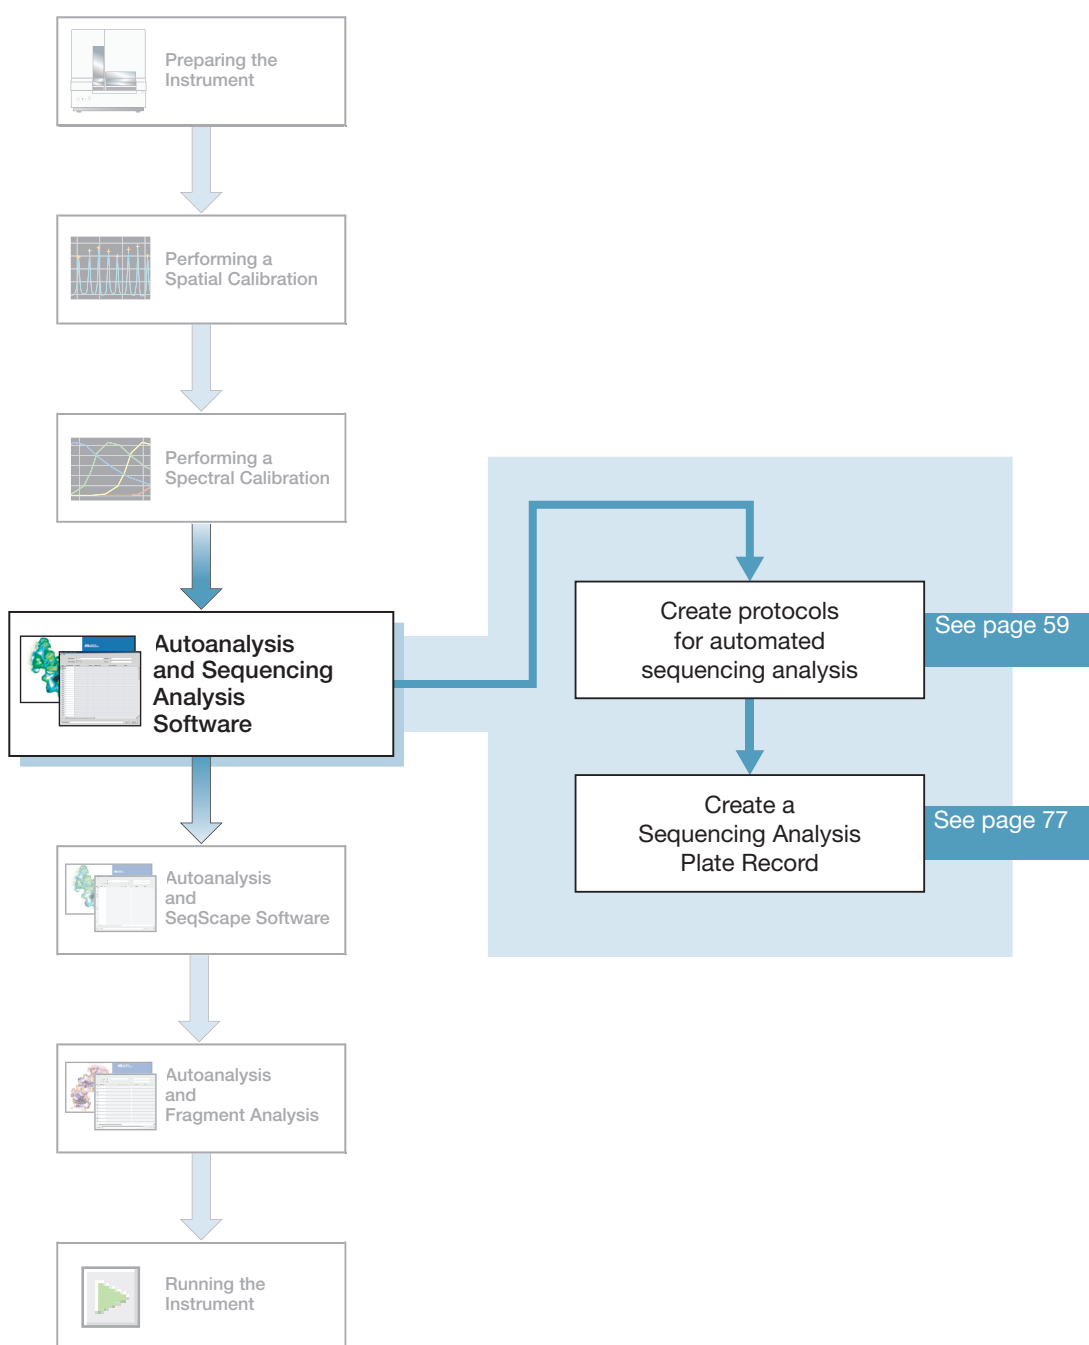 Preparing the
Instrument
Performing a
Spatial Calibration
Performing a
Spectral Calibration
Autoanalysis
and Sequencing
Analysis
Software
Create protocols
for automated
sequencing analysis
See page 59
Create a
Sequencing Analysis
Plate Record
See page 77
Autoanalysis
and
SeqScape Software
Autoanalysis
and
Fragment Analysis
Running the
Instrument